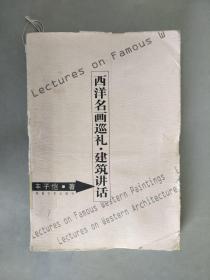 Lectures on Famous W
西洋名画巡礼·建筑讲话
丰子恺●著
Lectures on Famous Western Paintings
Lectures on Western Architecture